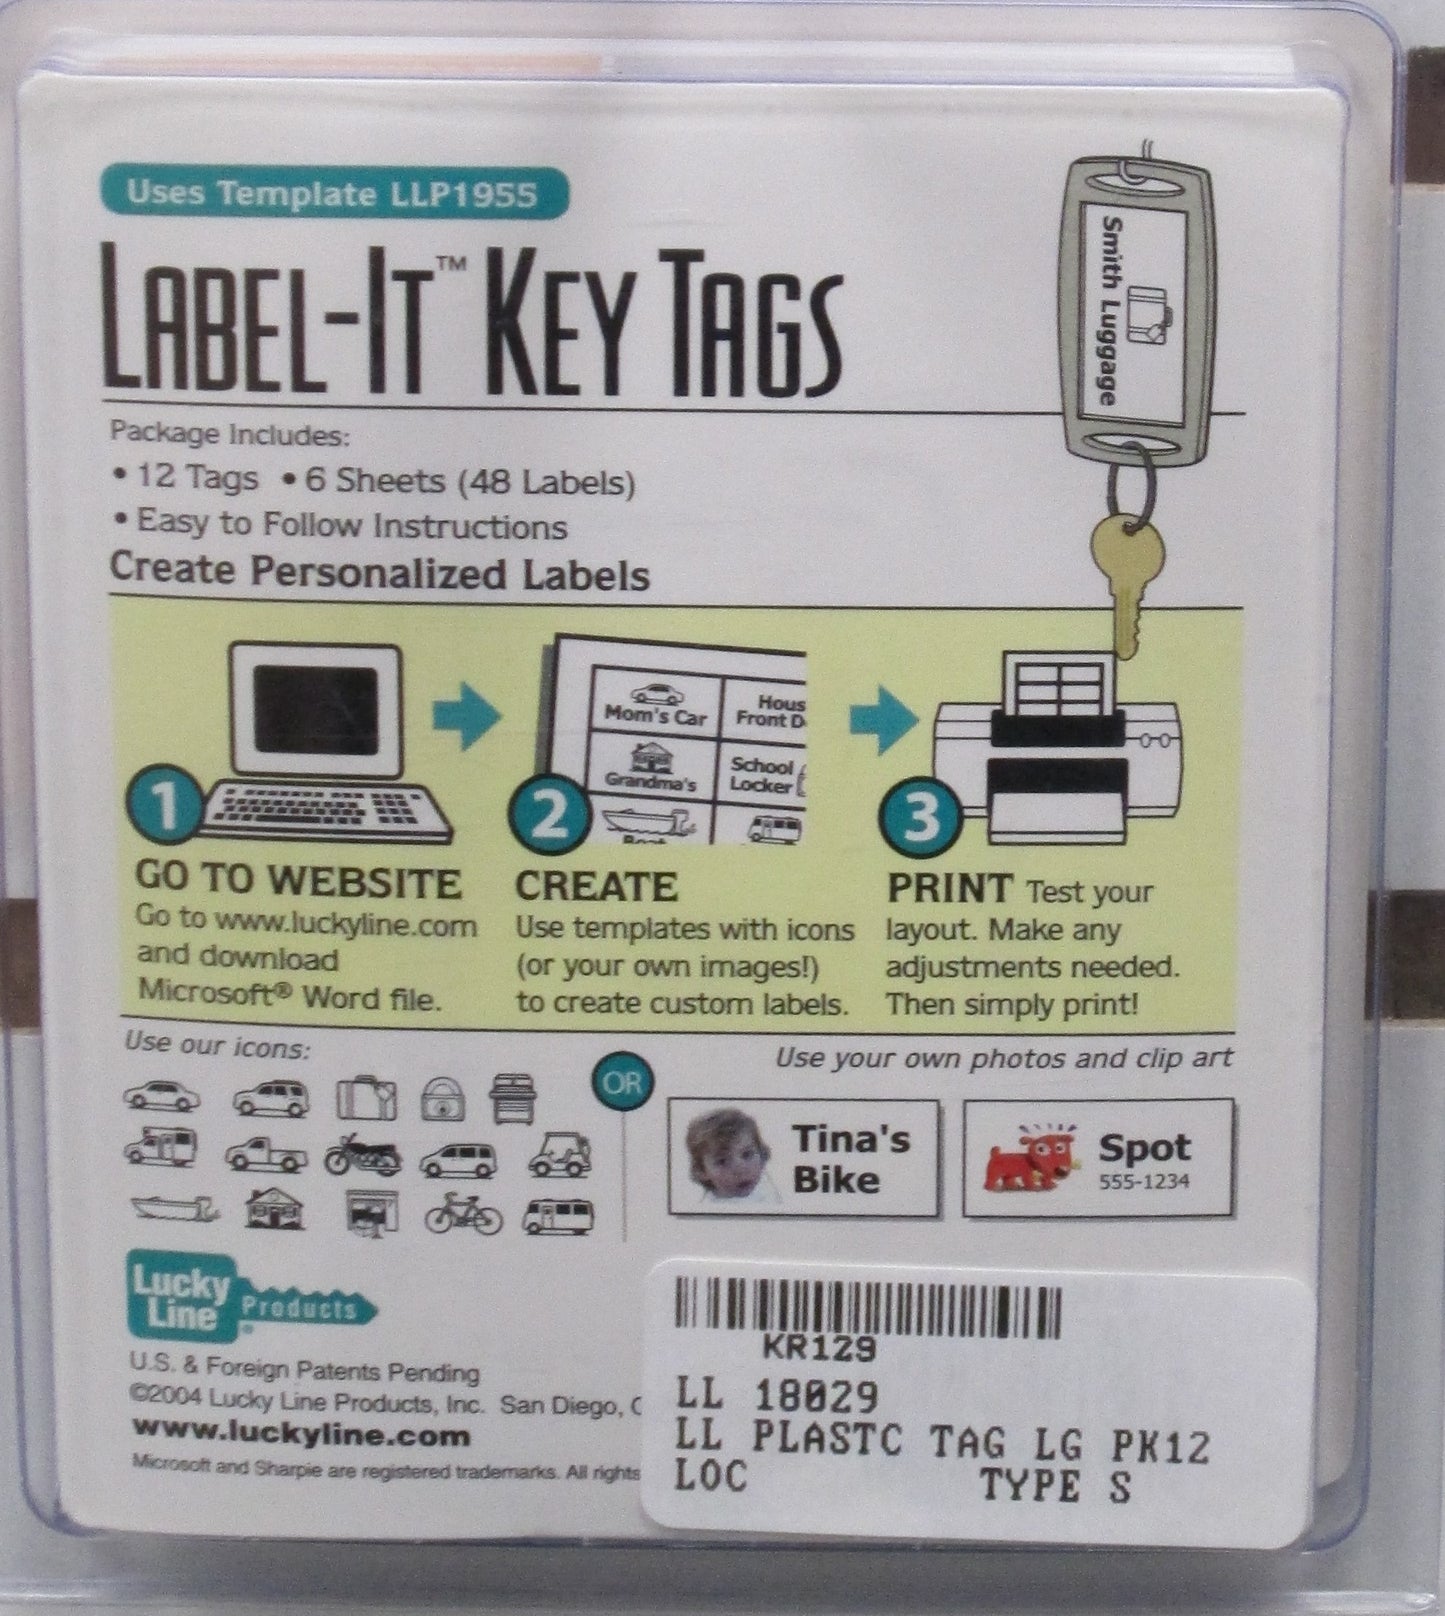 Uses Template LLP1955
LABEL-IT™ KEY TAGS
Smith Luggage
Package Includes:
• 12 Tags • 6 Sheets (48 Labels)
• Easy to Follow Instructions
Create Personalized Labels
Mom's Car
Hous
Front D
Grandma's
School
Locker
Boat
1
2
3
GO TO WEBSITE
Go to www.luckyline.com
and download
Microsoft® Word file.
CREATE
Use templates with icons
(or your own images!)
to create custom labels.
PRINT Test your
layout. Make any
adjustments needed.
Then simply print!
Use our icons:
OR
Use your own photos and clip art
Tina's
Bike
Spot
555-1234
Lucky
Line Products®
U.S. & Foreign Patents Pending
©2004 Lucky Line Products, Inc. San Diego, C
www.luckyline.com
Microsoft and Sharpie are registered trademarks. All rights
KR129
LL 18029
LL PLASTC TAG LG PK12
LOC TYPE S